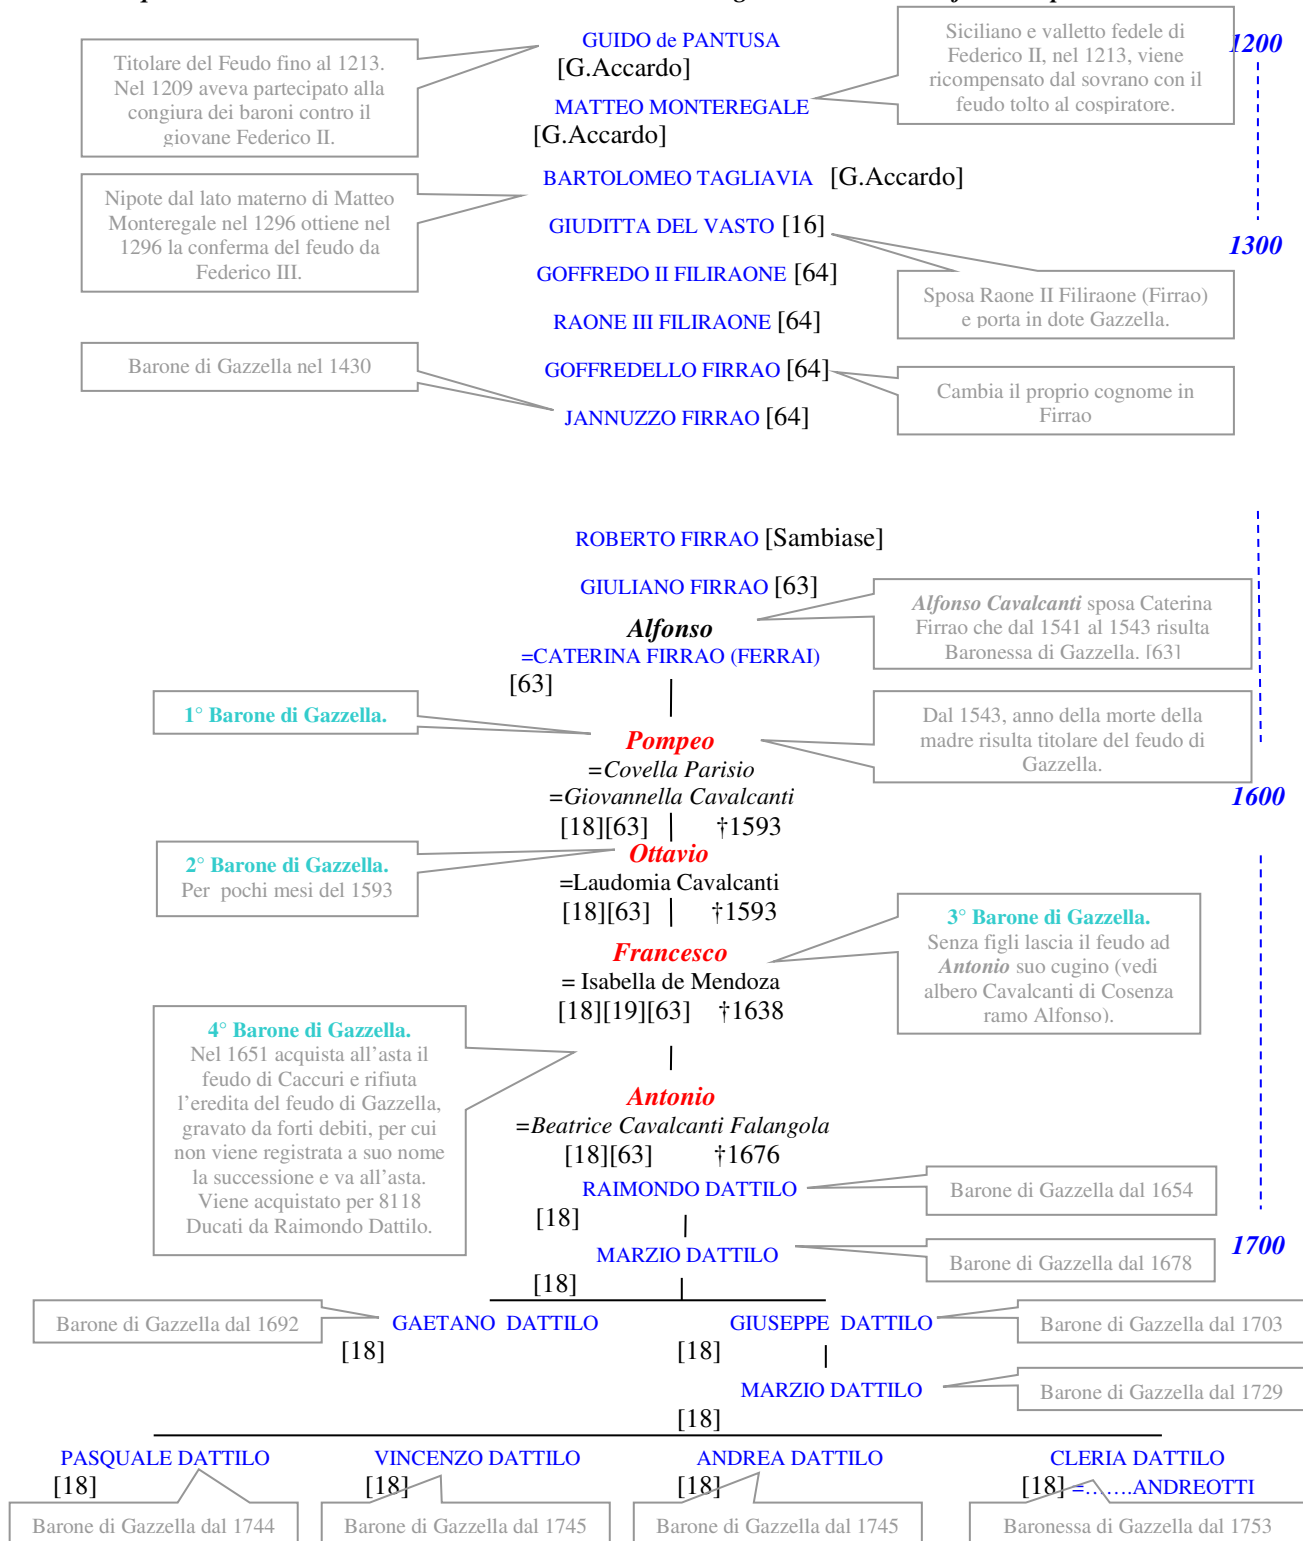 GUIDO de PANTUSA
[G.Accardo]
Titolare del Feudo fino al 1213.
Nel 1209 aveva partecipato alla
congiura dei baroni contro il
giovane Federico II.
Siciliano e valletto fedele di
Federico II, nel 1213, viene
ricompensato dal sovrano con il
feudo tolto al cospiratore.
1200
MATTEO MONTEREGALE
[G.Accardo]
BARTOLOMEO TAGLIAVIA [G.Accardo]
Nipote dal lato materno di Matteo
Monteregale nel 1296 ottiene nel
1296 la conferma del feudo da
Federico III.
GIUDITTA DEL VASTO [16]
1300
GOFFREDO II FILIRAONE [64]
Sposa Raone II Filiraone (Firrao)
e porta in dote Gazzella.
RAONE III FILIRAONE [64]
Barone di Gazzella nel 1430
GOFFREDELLO FIRRAO [64]
Cambia il proprio cognome in
Firrao
JANNUZZO FIRRAO [64]
ROBERTO FIRRAO [Sambiase]
GIULIANO FIRRAO [63]
Alfonso
=CATERINA FIRRAO (FERRAI)
[63]
Alfonso Cavalcanti sposa Caterina
Firrao che dal 1541 al 1543 risulta
Baronessa di Gazzella. [63]
1° Barone di Gazzella.
Dal 1543, anno della morte della
madre risulta titolare del feudo di
Gazzella.
Pompeo
=Covella Parisio
=Giovannella Cavalcanti
[18][63] †1593
1600
2° Barone di Gazzella.
Per pochi mesi del 1593
Ottavio
=Laudomia Cavalcanti
[18][63] †1593
3° Barone di Gazzella.
Senza figli lascia il feudo ad
Antonio suo cugino (vedi
albero Cavalcanti di Cosenza
ramo Alfonso).
Francesco
= Isabella de Mendoza
[18][19][63] †1638
4° Barone di Gazzella.
Nel 1651 acquista all’asta il
feudo di Caccuri e rifiuta
l’eredita del feudo di Gazzella,
gravato da forti debiti, per cui
non viene registrata a suo nome
la successione e va all’asta.
Viene acquistato per 8118
Ducati da Raimondo Dattilo.
Antonio
=Beatrice Cavalcanti Falangola
[18][63] †1676
RAIMONDO DATTILO
[18]
Barone di Gazzella dal 1654
MARZIO DATTILO
[18]
Barone di Gazzella dal 1678
1700
Barone di Gazzella dal 1692
GAETANO DATTILO
[18]
GIUSEPPE DATTILO
[18]
Barone di Gazzella dal 1703
MARZIO DATTILO
[18]
Barone di Gazzella dal 1729
PASQUALE DATTILO
[18]
VINCENZO DATTILO
[18]
ANDREA DATTILO
[18]
CLERIA DATTILO
[18] =.......ANDREOTTI
Barone di Gazzella dal 1744
Barone di Gazzella dal 1745
Barone di Gazzella dal 1745
Baronessa di Gazzella dal 1753